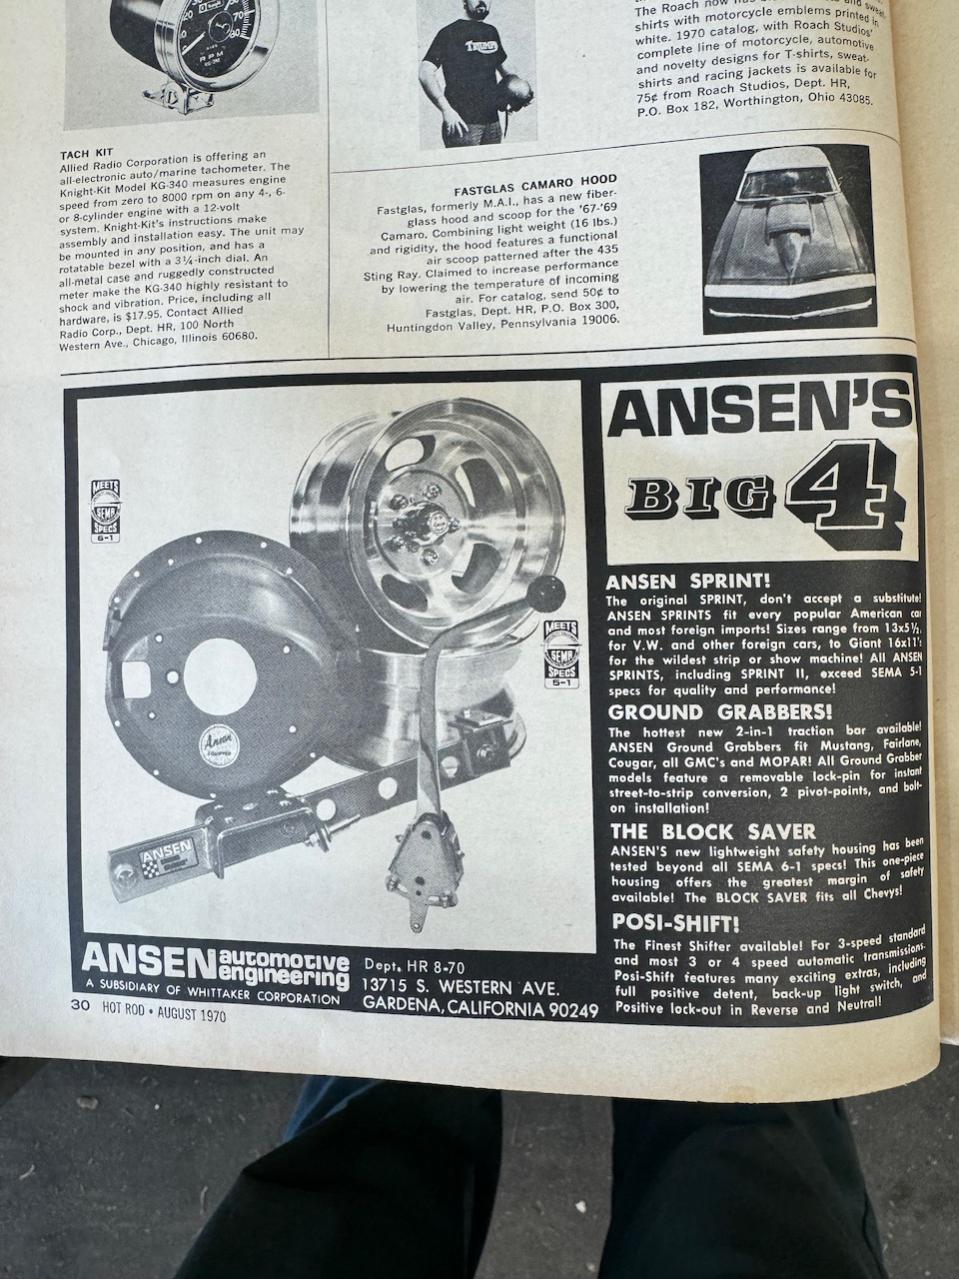 The Roach now has
shirts with motorcycle emblems printed in
white. 1970 catalog, with Roach Studios'
complete line of motorcycle, automotive
and novelty designs for T-shirts, sweat-
shirts and racing jackets is available for
75¢ from Roach Studios, Dept. HR,
P.O. Box 182, Worthington, Ohio 43085.
RPM
TACH KIT
Allied Radio Corporation is offering an
all-electronic auto/marine tachometer. The
Knight-Kit Model KG-340 measures engine
speed from zero to 8000 rpm on any 4-, 6-
or 8-cylinder engine with a 12-volt
system. Knight-Kit's instructions make
assembly and installation easy. The unit may
be mounted in any position, and has a
rotatable bezel with a 3¼-inch dial. An
all-metal case and ruggedly constructed
meter make the KG-340 highly resistant to
shock and vibration. Price, including all
hardware, is $17.95. Contact Allied
Radio Corp., Dept. HR, 100 North
Western Ave., Chicago, Illinois 60680.
FASTGLAS CAMARO HOOD
Fastglas, formerly M.A.I., has a new fiber-
glass hood and scoop for the '67-'69
Camaro. Combining light weight (16 lbs.)
and rigidity, the hood features a functional
air scoop patterned after the 435
Sting Ray. Claimed to increase performance
by lowering the temperature of incoming
air. For catalog, send 50¢ to
Fastglas, Dept. HR, P.O. Box 300,
Huntingdon Valley, Pennsylvania 19006.
MEETS
SEMA
SPECS
6-1
MEETS
SEMA
SPECS
5-1
Ansen
ANSEN
ANSEN'S
BIG 4
ANSEN SPRINT!
The original SPRINT, don't accept a substitute!
ANSEN SPRINTS fit every popular American car
and most foreign imports! Sizes range from 13x5½,
for V.W. and other foreign cars, to Giant 16x11's
for the wildest strip or show machine! All ANSEN
SPRINTS, including SPRINT II, exceed SEMA 5-1
specs for quality and performance!
GROUND GRABBERS!
The hottest new 2-in-1 traction bar available!
ANSEN Ground Grabbers fit Mustang, Fairlane,
Cougar, all GMC's and MOPAR! All Ground Grabber
models feature a removable lock-pin for instant
street-to-strip conversion, 2 pivot-points, and bolt-
on installation!
THE BLOCK SAVER
ANSEN'S new lightweight safety housing has been
tested beyond all SEMA 6-1 specs! This one-piece
housing offers the greatest margin of safety
available! The BLOCK SAVER fits all Chevys!
POSI-SHIFT!
The Finest Shifter available! For 3-speed standard
and most 3 or 4 speed automatic transmissions.
Posi-Shift features many exciting extras, including
full positive detent, back-up light switch, and
Positive lock-out in Reverse and Neutral!
ANSEN automotive engineering
A SUBSIDIARY OF WHITTAKER CORPORATION
Dept. HR 8-70
13715 S. WESTERN AVE.
GARDENA, CALIFORNIA 90249
30 HOT ROD • AUGUST 1970